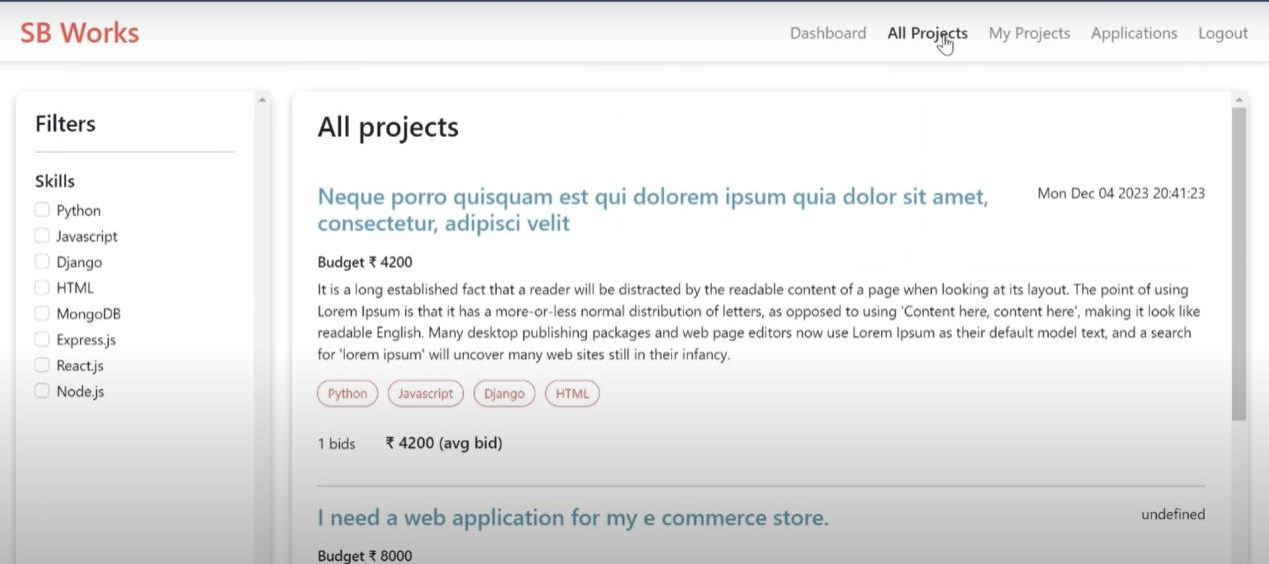 SB Works
Dashboard All Projects My Projects Applications Logout
Filters
Skills
Python
Javascript
Django
HTML
MongoDB
Express.js
React.js
Node.js
All projects
Neque porro quisquam est qui dolorem ipsum quia dolor sit amet,
consectetur, adipisci velit
Mon Dec 04 2023 20:41:23
Budget ₹ 4200
It is a long established fact that a reader will be distracted by the readable content of a page when looking at its layout. The point of using
Lorem Ipsum is that it has a more-or-less normal distribution of letters, as opposed to using 'Content here, content here', making it look like
readable English. Many desktop publishing packages and web page editors now use Lorem Ipsum as their default model text, and a search
for 'lorem ipsum' will uncover many web sites still in their infancy.
Python Javascript Django HTML
1 bids ₹ 4200 (avg bid)
I need a web application for my e commerce store.
undefined
Budget ₹ 8000